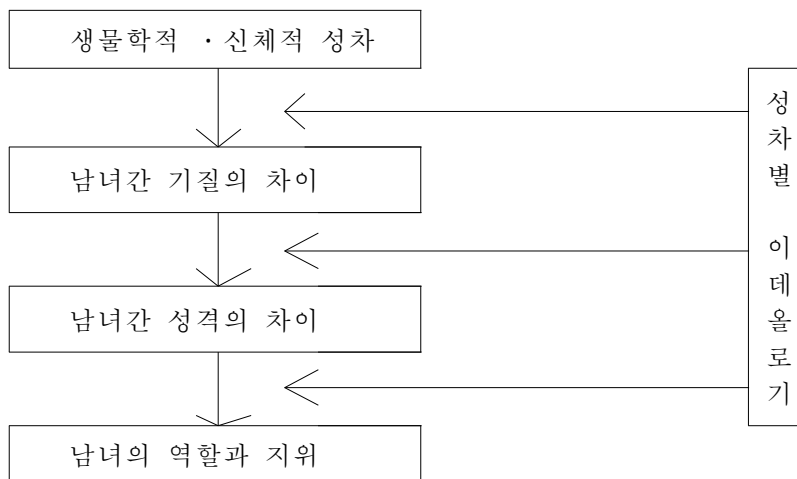 생물학적 ·신체적 성차
남녀간 기질의 차이
남녀간 성격의 차이
남녀의 역할과 지위
성차별 이데올로기